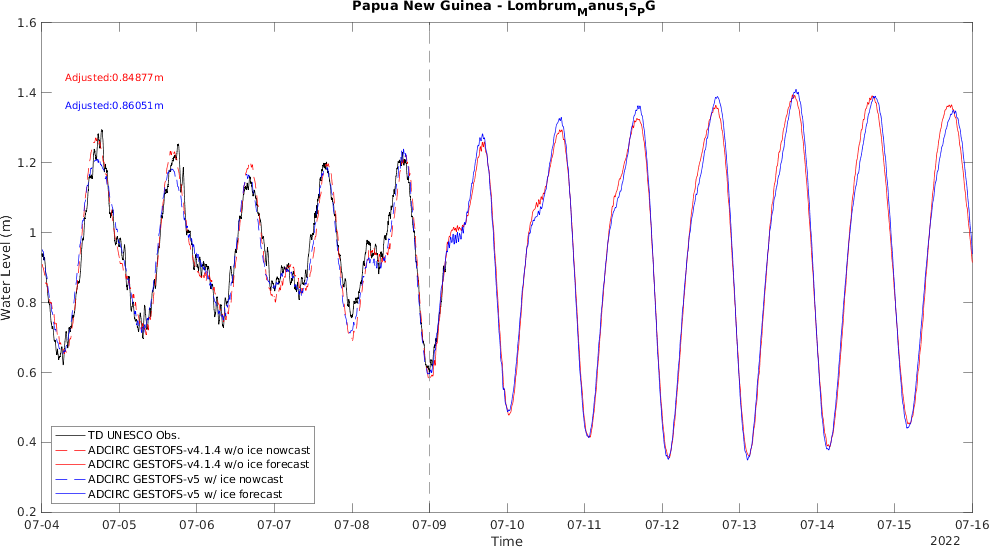 Papua New Guinea - LombrumManusIsPG
1.6
1.4
1.2
1
0.8
0.6
0.4
0.2
Water Level (m)
Adjusted:0.84877m
Adjusted:0.86051m
TD UNESCO Obs.
ADCIRC GESTOFS-v4.1.4 w/o ice nowcast
ADCIRC GESTOFS-v4.1.4 w/o ice forecast
ADCIRC GESTOFS-v5 w/ ice nowcast
ADCIRC GESTOFS-v5 w/ ice forecast
07-04 07-05 07-06 07-07 07-08 07-09 07-10 07-11 07-12 07-13 07-14 07-15 07-16
Time
2022